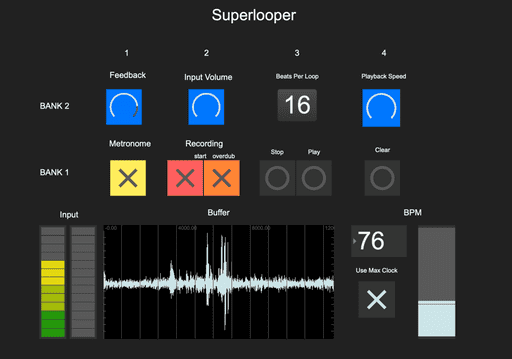 Superlooper
1 2 3 4
Feedback Input Volume Beats Per Loop Playback Speed
BANK 2
16
Metronome Recording
start overdub Stop Play Clear
BANK 1
Input Buffer BPM
0.00 4000.00 8000.00
76
Use Max Clock